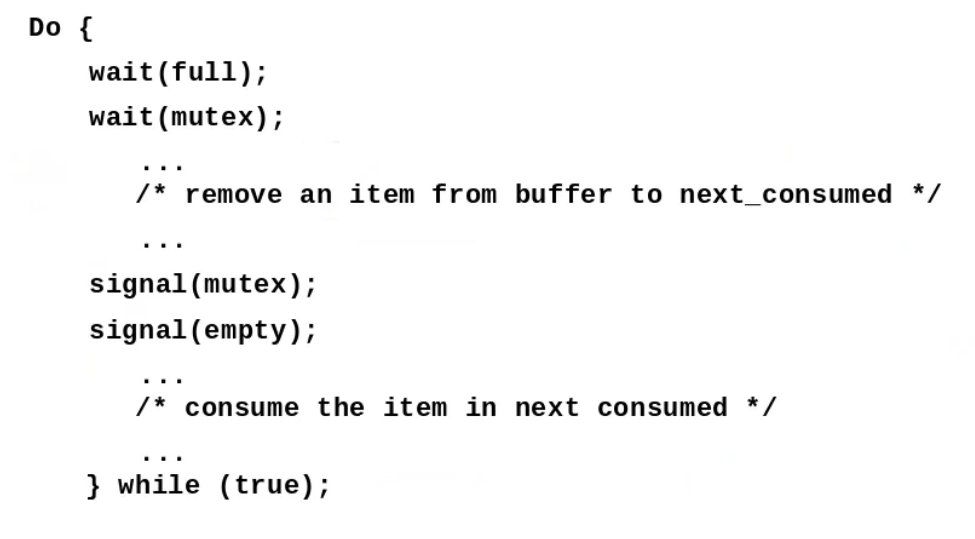 Do {
wait(full);
wait(mutex);
...
/* remove an item from buffer to next_consumed */
...
signal(mutex);
signal(empty);
...
/* consume the item in next consumed */
...
} while (true);